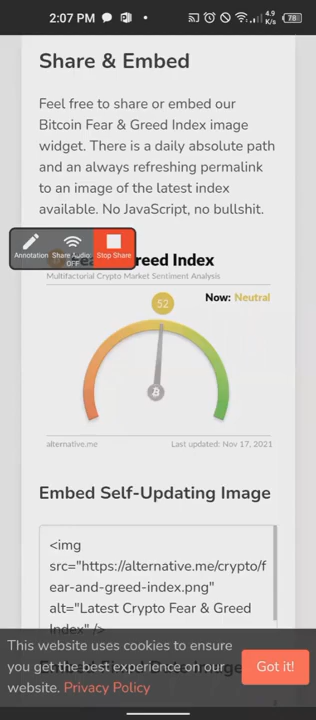 2:07 PM 4.9 K/s 78
Share & Embed
Feel free to share or embed our
Bitcoin Fear & Greed Index image
widget. There is a daily absolute path
and an always refreshing permalink
to an image of the latest index
available. No JavaScript, no bullshit.
Annotation Share Audio: OFF Stop Share
reed Index
Multifactorial Crypto Market Sentiment Analysis
Now: Neutral
52
alternative.me Last updated: Nov 17, 2021
Embed Self-Updating Image
<img
src="https://alternative.me/crypto/f
ear-and-greed-index.png"
alt="Latest Crypto Fear & Greed
Index" />
This website uses cookies to ensure
you get the best experience on our
website. Privacy Policy
Got it!